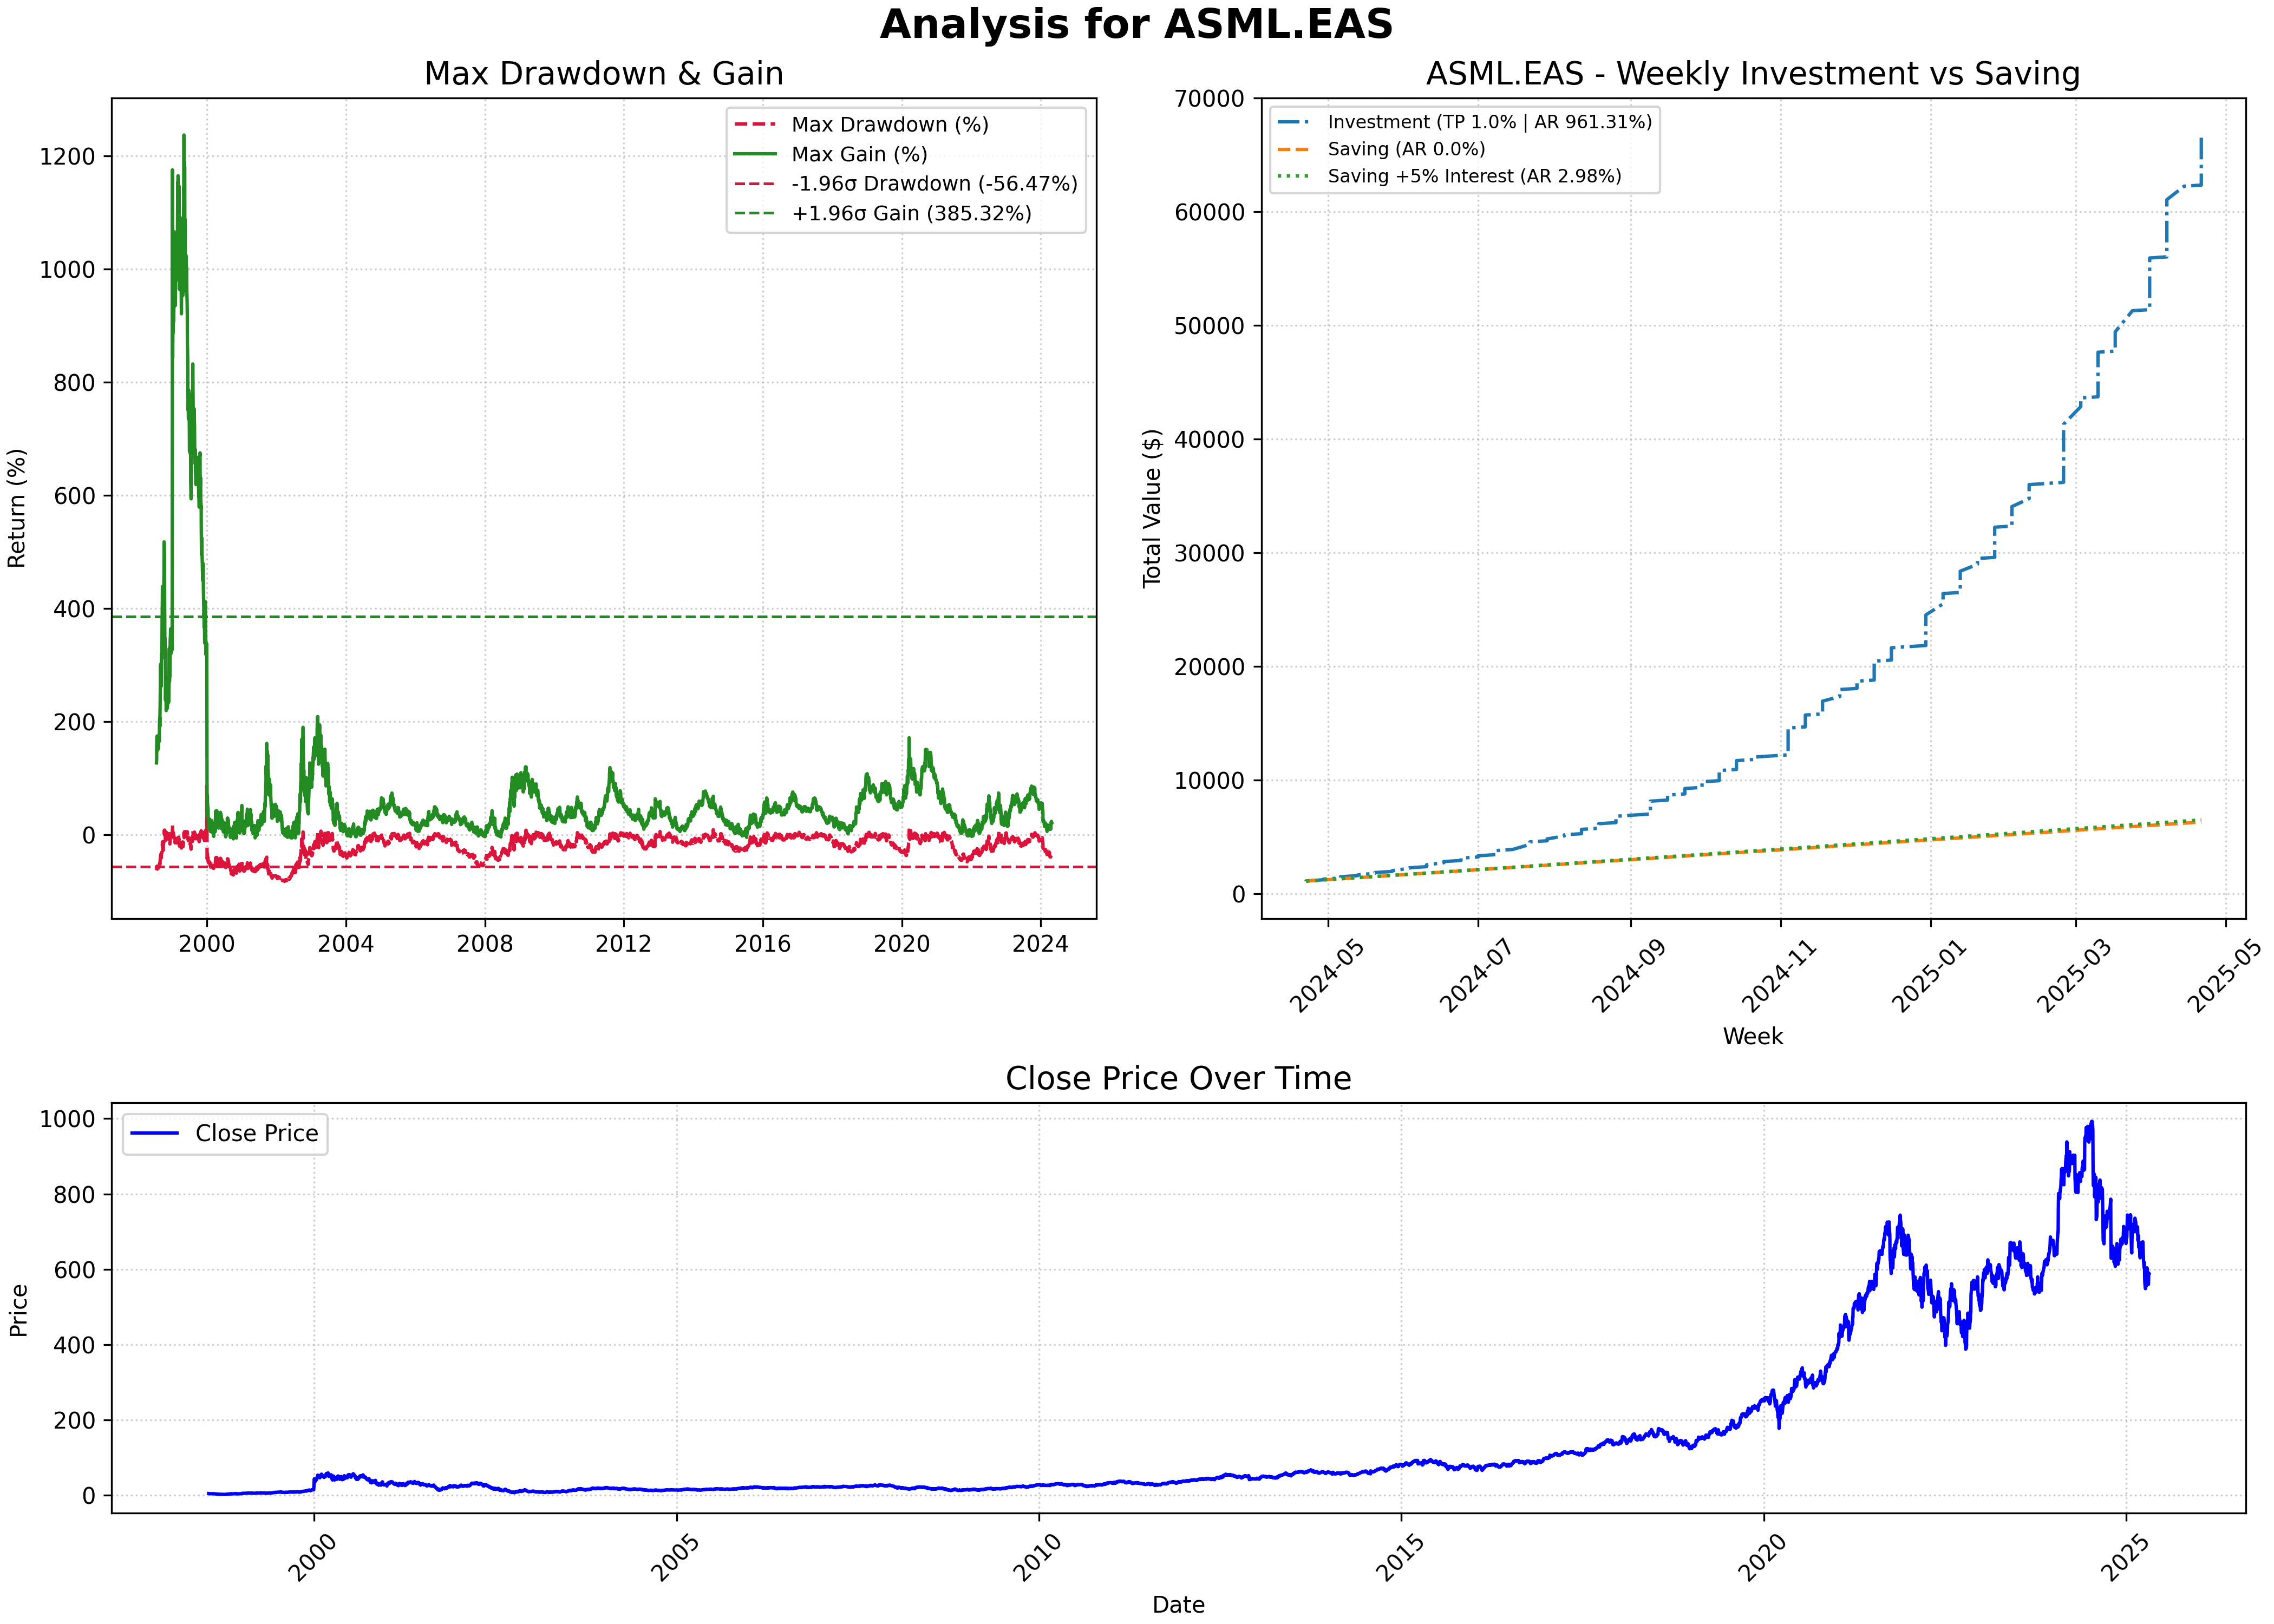 Analysis for ASML.EAS
Max Drawdown & Gain
Return (%)
1200
1000
800
600
400
200
0
2000 2004 2008 2012 2016 2020 2024
Max Drawdown (%)
Max Gain (%)
-1.96σ Drawdown (-56.47%)
+1.96σ Gain (385.32%)
ASML.EAS - Weekly Investment vs Saving
Total Value ($)
70000
60000
50000
40000
30000
20000
10000
0
Investment (TP 1.0% | AR 961.31%)
Saving (AR 0.0%)
Saving +5% Interest (AR 2.98%)
2024-05 2024-07 2024-09 2024-11 2025-01 2025-03 2025-05
Week
Close Price Over Time
Price
1000
800
600
400
200
0
Close Price
2000 2005 2010 2015 2020 2025
Date